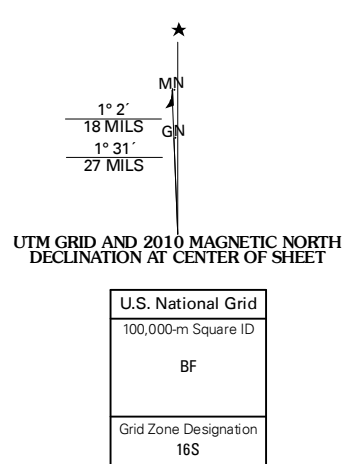 ★
MN
1° 2´
18 MILS
GN
1° 31´
27 MILS
UTM GRID AND 2010 MAGNETIC NORTH
DECLINATION AT CENTER OF SHEET
U.S. National Grid
100,000-m Square ID
BF
Grid Zone Designation
16S